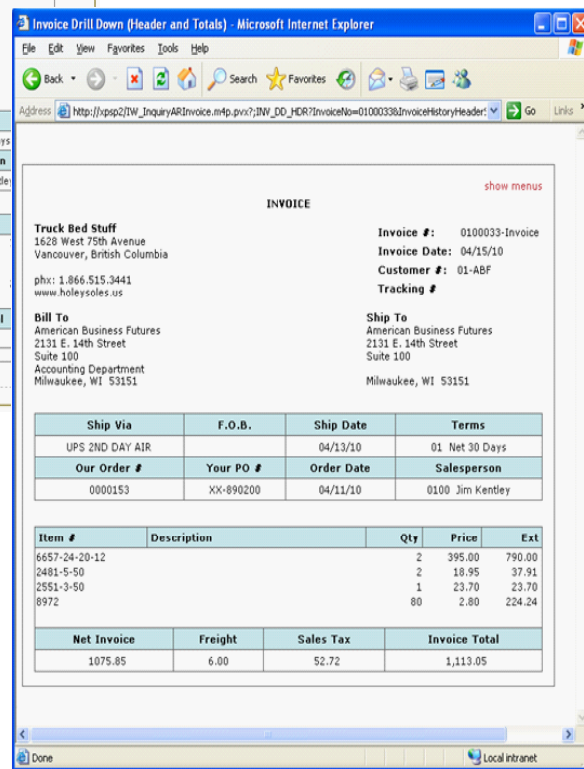 Invoice Drill Down (Header and Totals) - Microsoft Internet Explorer
File Edit View Favorites Tools Help
Back Search Favorites
Address http://xpsp2/IW_InquiryARInvoice.m4p.pvx?;INV_DD_HDR?InvoiceNo=0100033&InvoiceHistoryHeader: Go Links
show menus
INVOICE
Truck Bed Stuff
1628 West 75th Avenue
Vancouver, British Columbia
phx: 1.866.515.3441
www.holeysoles.us
Invoice #: 0100033-Invoice
Invoice Date: 04/15/10
Customer #: 01-ABF
Tracking #
Bill To
American Business Futures
2131 E. 14th Street
Suite 100
Accounting Department
Milwaukee, WI 53151
Ship To
American Business Futures
2131 E. 14th Street
Suite 100
Milwaukee, WI 53151
Ship Via F.O.B. Ship Date Terms
UPS 2ND DAY AIR 04/13/10 01 Net 30 Days
Our Order # Your PO # Order Date Salesperson
0000153 XX-890200 04/11/10 0100 Jim Kentley
Item # Description Qty Price Ext
6657-24-20-12 2 395.00 790.00
2481-5-50 2 18.95 37.91
2551-3-50 1 23.70 23.70
8972 80 2.80 224.24
Net Invoice Freight Sales Tax Invoice Total
1075.85 6.00 52.72 1,113.05
Done Local intranet